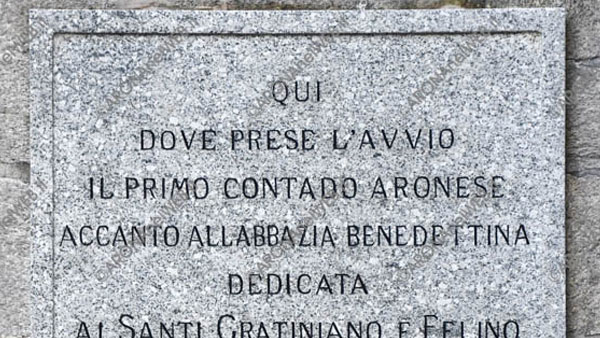 QUI
DOVE PRESE L'AVVIO
IL PRIMO CONTADO ARONESE
ACCANTO ALLABBAZIA BENEDETTINA
DEDICATA
AI SANTI GRATINIANO E FELINO